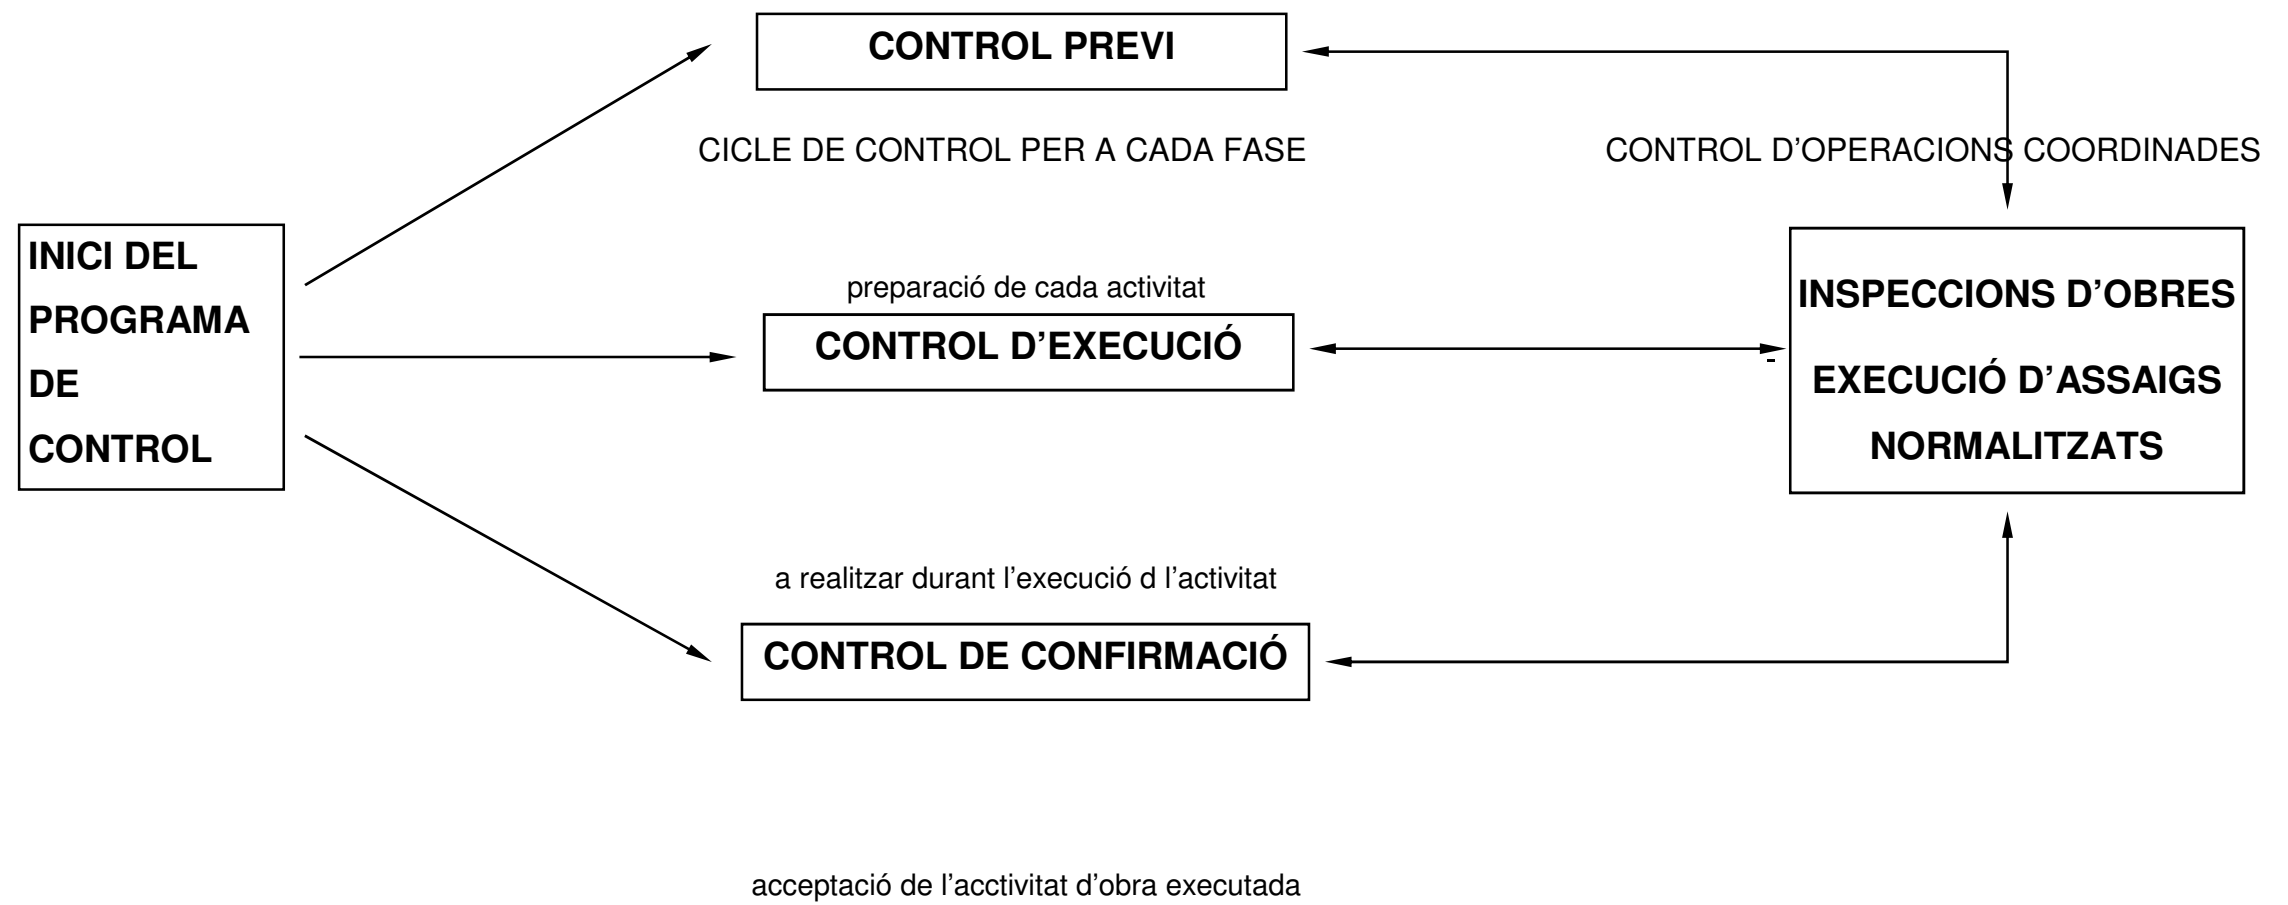 CONTROL PREVI
CICLE DE CONTROL PER A CADA FASE
CONTROL D'OPERACIONS COORDINADES
INICI DEL
PROGRAMA
DE
CONTROL
preparació de cada activitat
CONTROL D'EXECUCIÓ
INSPECCIONS D'OBRES
-
EXECUCIÓ D'ASSAIGS
NORMALITZATS
a realitzar durant l'execució d l'activitat
CONTROL DE CONFIRMACIÓ
acceptació de l'acctivitat d'obra executada